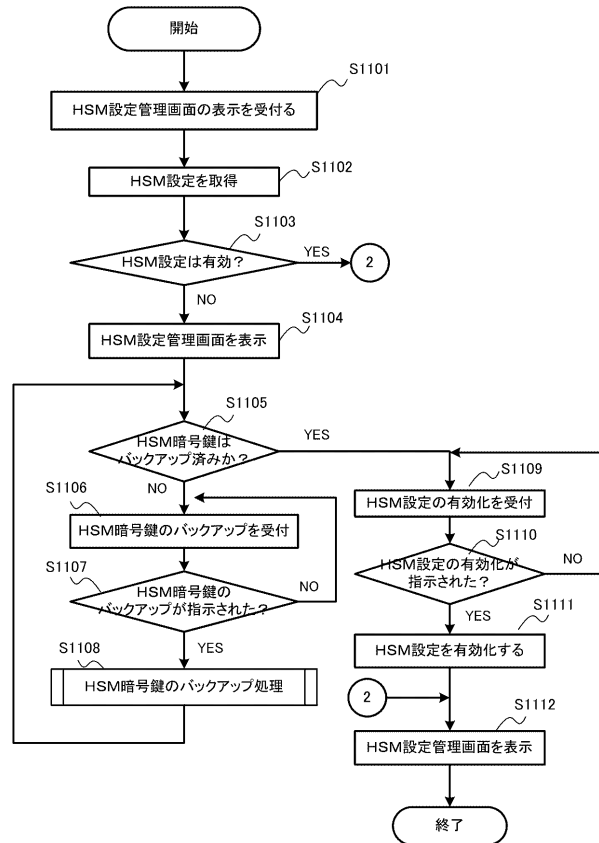 開始
S1101
HSM設定管理画面の表示を受付る
S1102
HSM設定を取得
S1103
HSM設定は有効？
YES
2
NO
S1104
HSM設定管理画面を表示
S1105
HSM暗号鍵は
バックアップ済みか？
YES
NO
S1106
HSM暗号鍵のバックアップを受付
S1107
HSM暗号鍵の
バックアップが指示された？
NO
YES
S1108
HSM暗号鍵のバックアップ処理
S1109
HSM設定の有効化を受付
S1110
HSM設定の有効化が
指示された？
NO
YES
S1111
HSM設定を有効化する
2
S1112
HSM設定管理画面を表示
終了